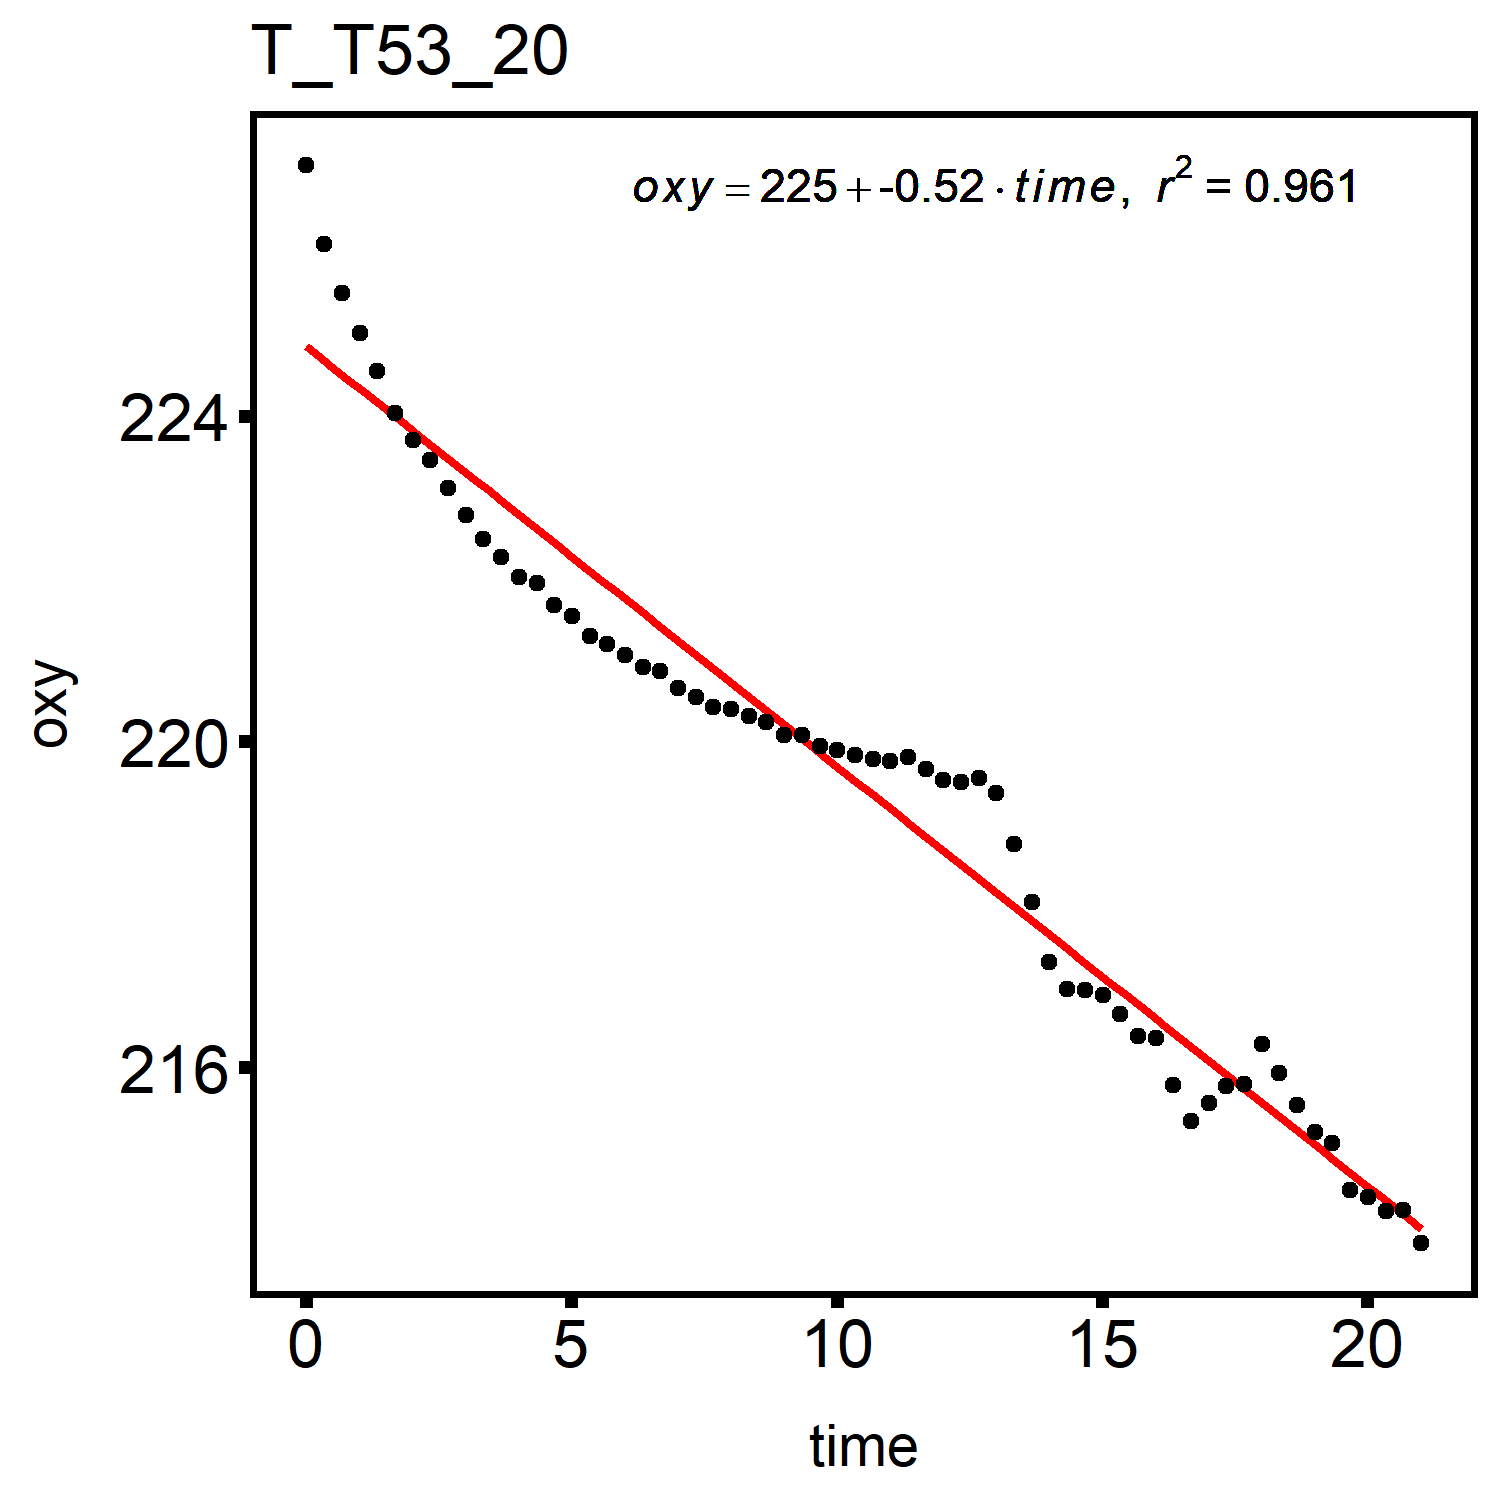 T_T53_20
oxy = 225 + -0.52 · time, r² = 0.961
224
220
216
oxy
0 5 10 15 20
time